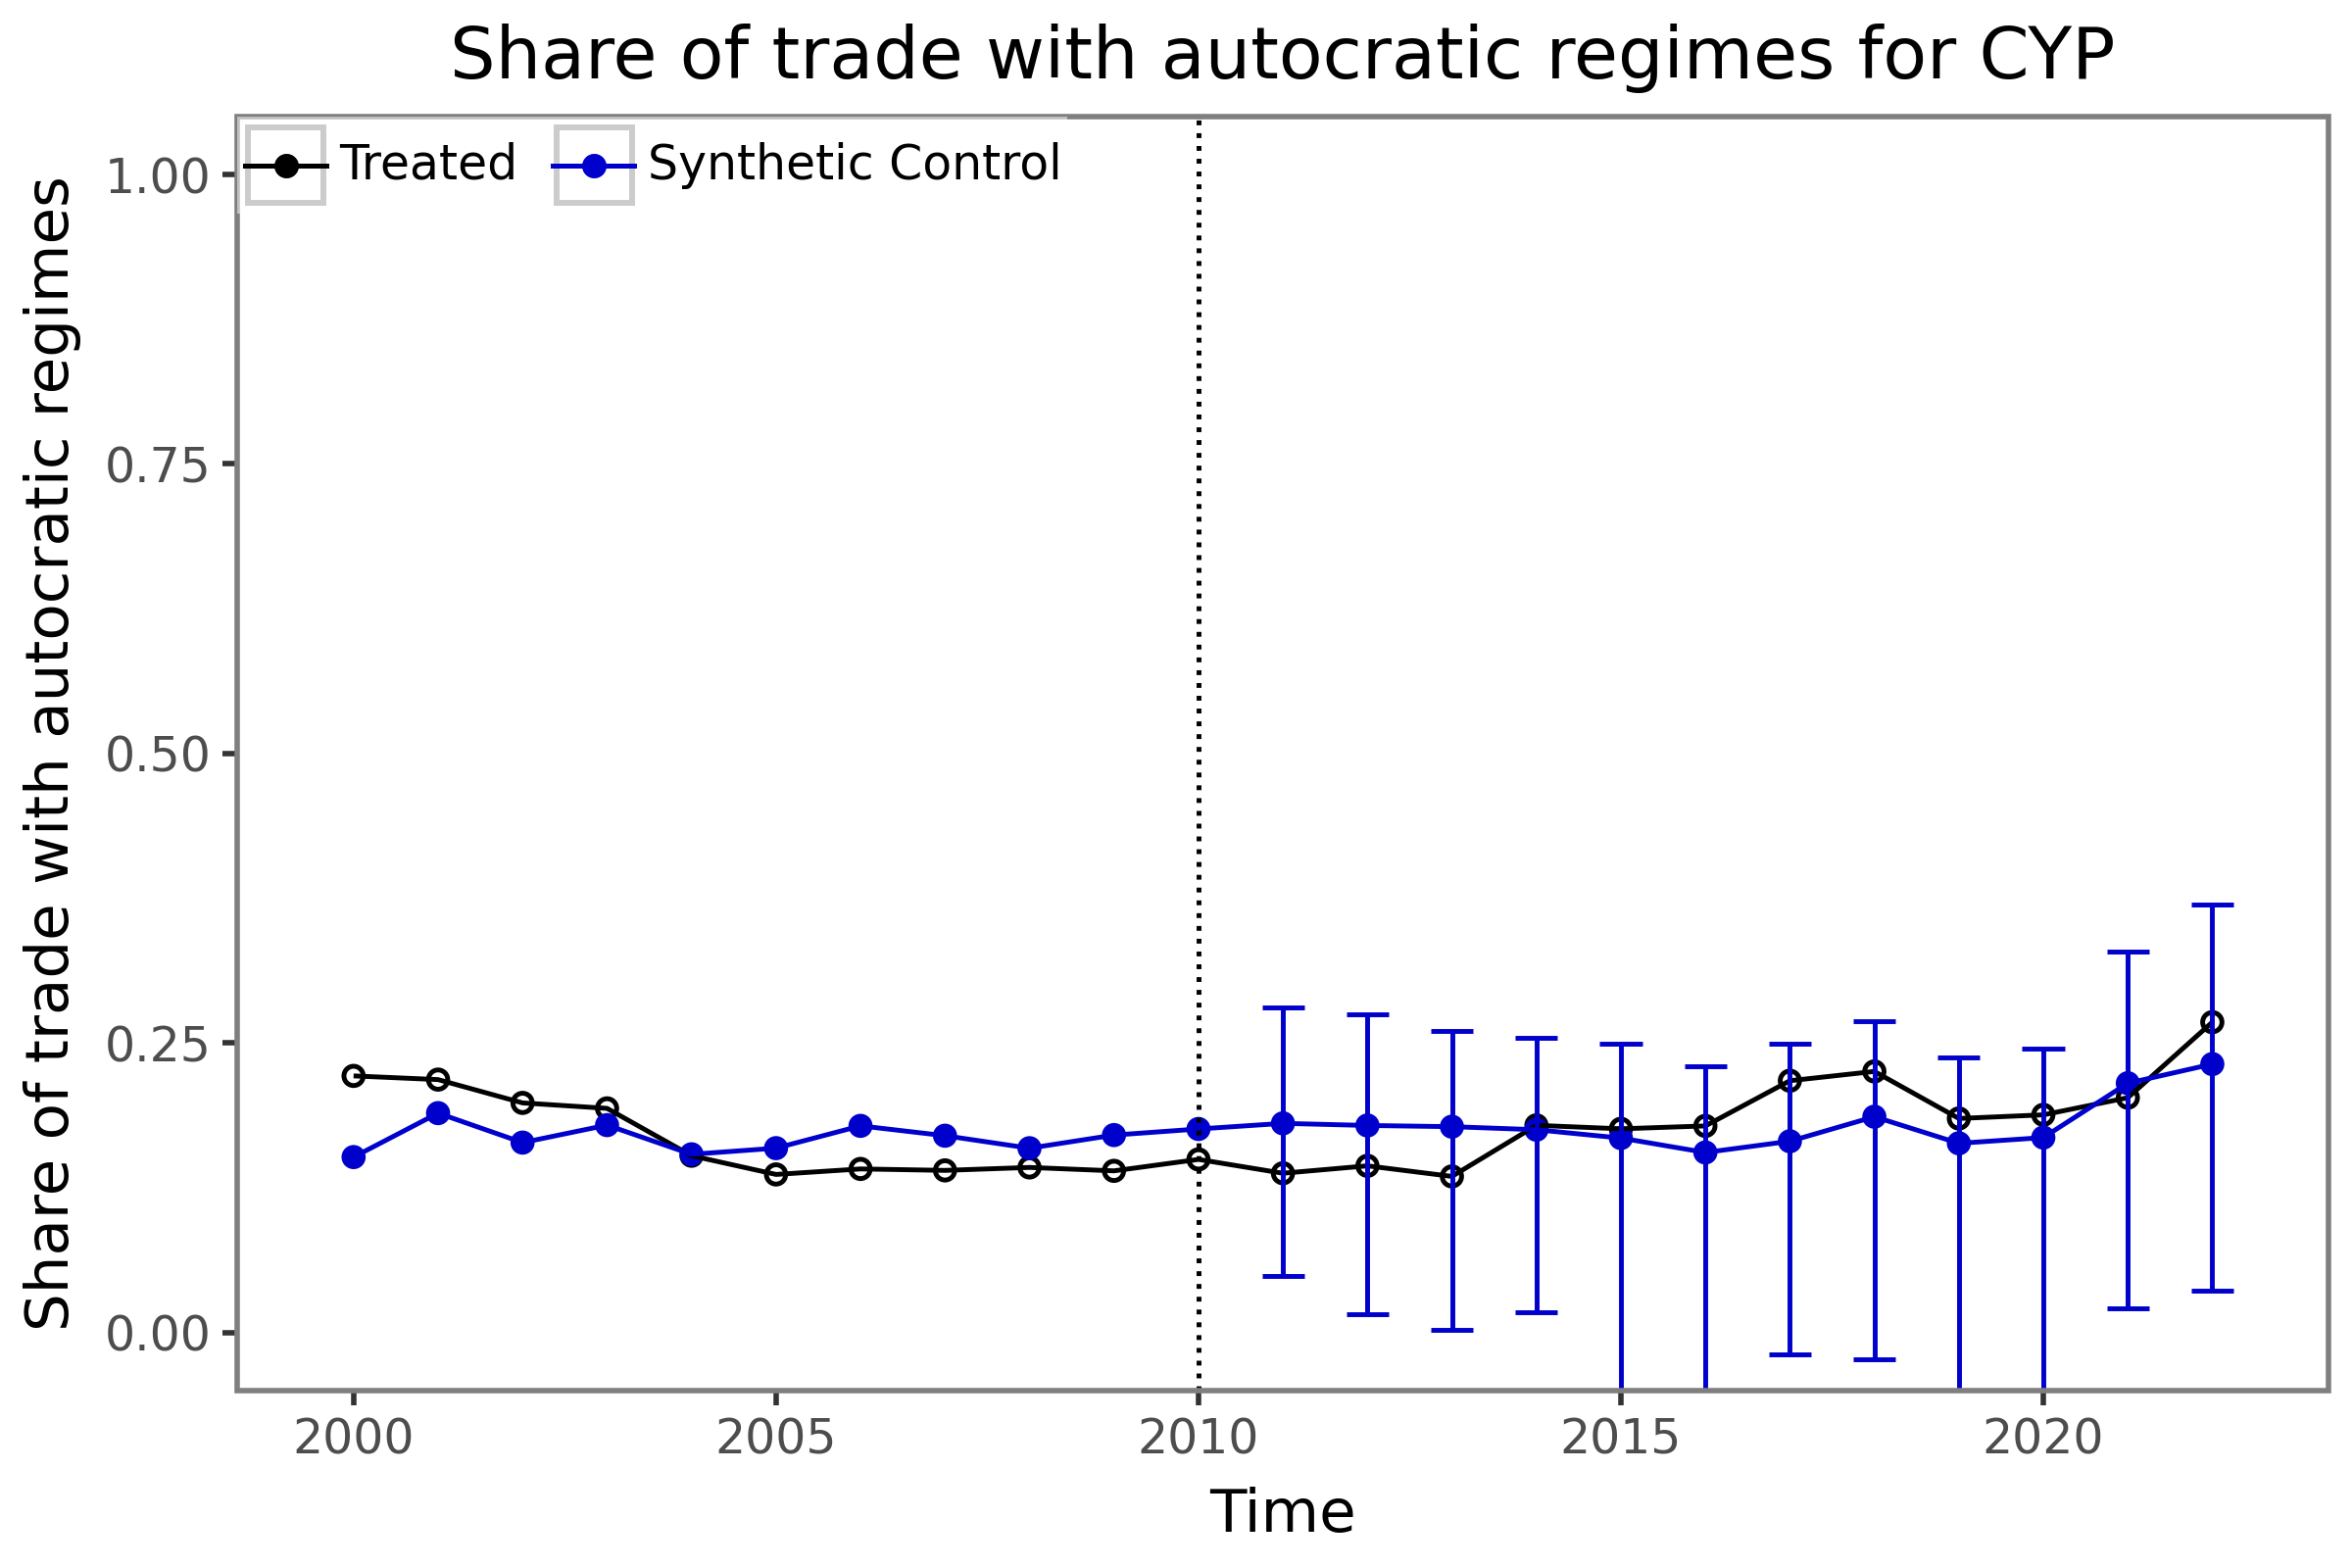 Share of trade with autocratic regimes for CYP
Treated
Synthetic Control
Share of trade with autocratic regimes
1.00
0.75
0.50
0.25
0.00
2000 2005 2010 2015 2020
Time